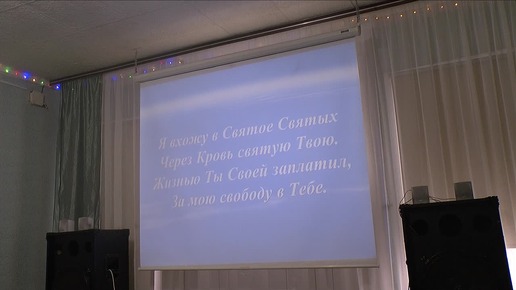 Я вхожу в Святое Святых
Через Кровь святую Твою.
Жизнью Ты Своей заплатил,
За мою свободу в Тебе.